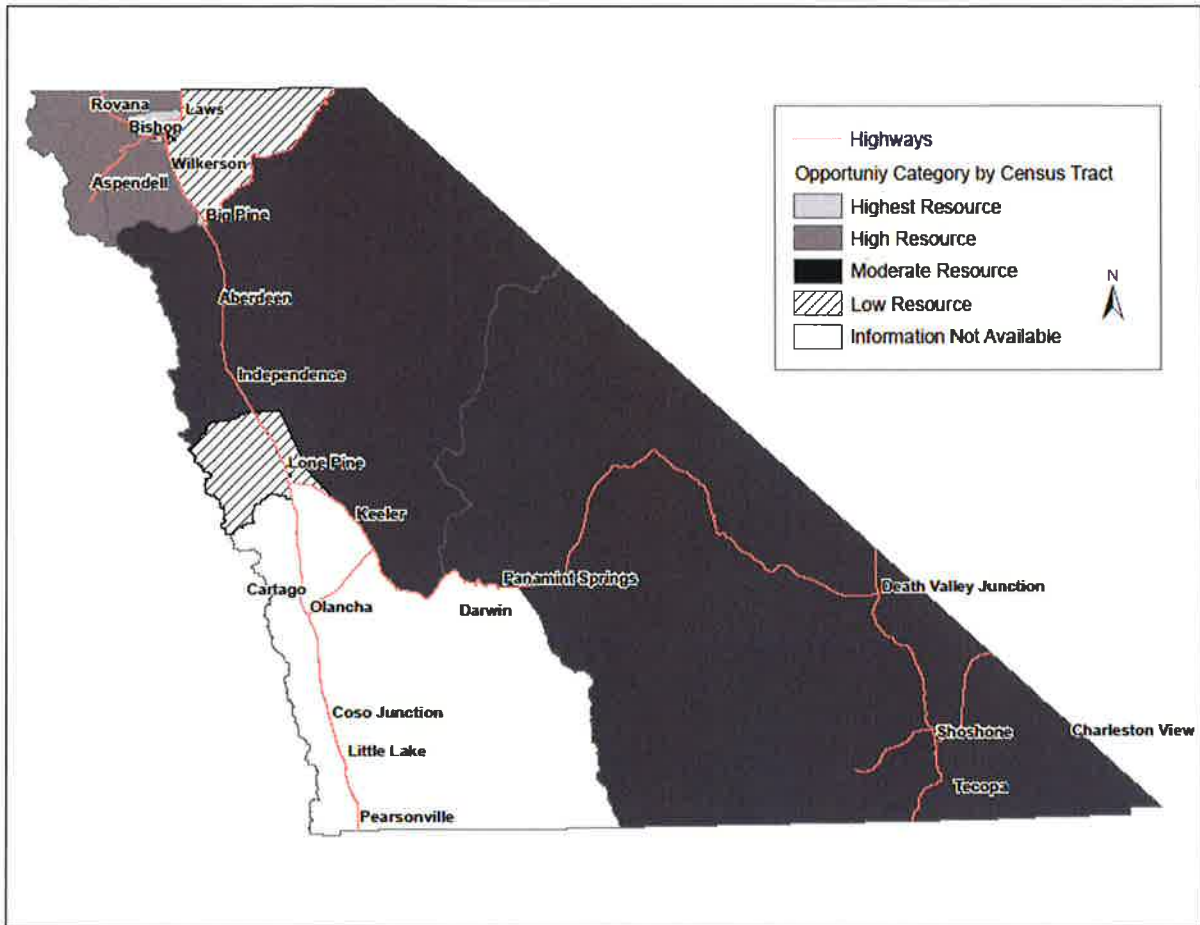 Rovana
Laws
Bishop
Wilkerson
Aspendell
Big Pine
Aberdeen
Independence
Lone Pine
Keeler
Cartago
Olancha
Panamint Springs
Darwin
Death Valley Junction
Coso Junction
Little Lake
Shoshone
Charleston View
Tecopa
Pearsonville
Highways
Opportuniy Category by Census Tract
Highest Resource
High Resource
Moderate Resource
Low Resource
Information Not Available
N